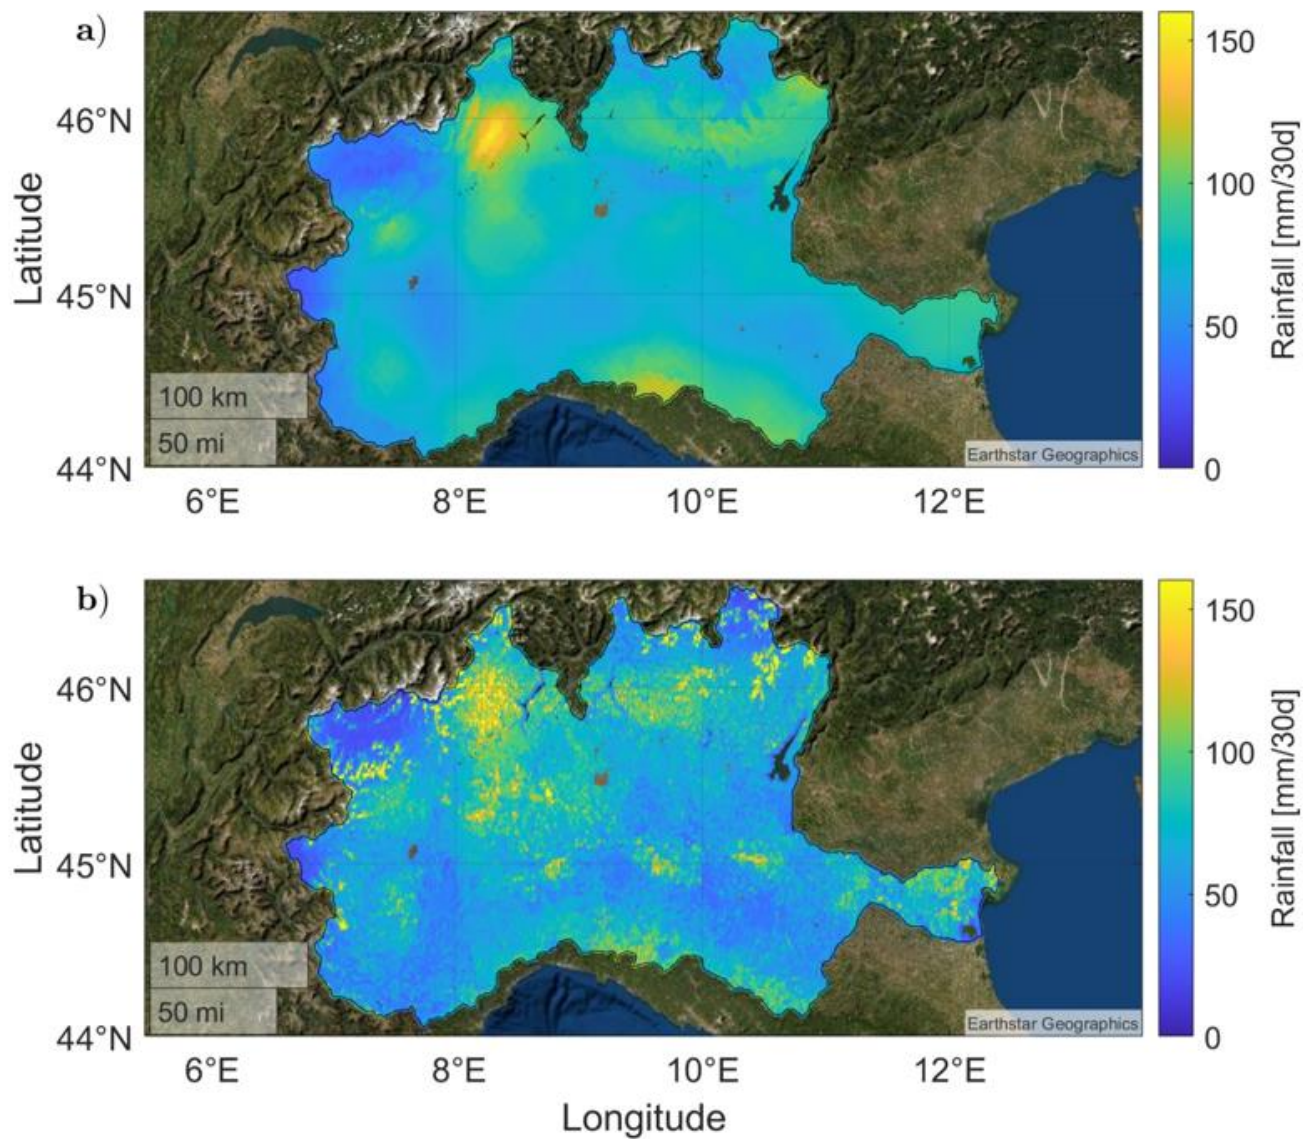 a)
Latitude
46°N
45°N
44°N
100 km
50 mi
Earthstar Geographics
6°E
8°E
10°E
12°E
150
100
50
0
Rainfall [mm/30d]
b)
Latitude
46°N
45°N
44°N
100 km
50 mi
Earthstar Geographics
6°E
8°E
10°E
12°E
Longitude
150
100
50
0
Rainfall [mm/30d]